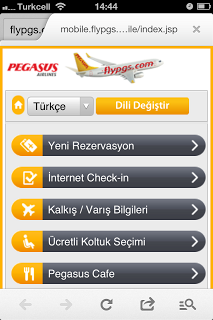 Turkcell 14:44
flypgs.c mobile.flypgs....ile/index.jsp
PEGASUS
AIRLINES
flypgs.com
Türkçe Dili Değiştir
Yeni Rezervasyon
İnternet Check-in
Kalkış / Varış Bilgileri
Ücretli Koltuk Seçimi
Pegasus Cafe